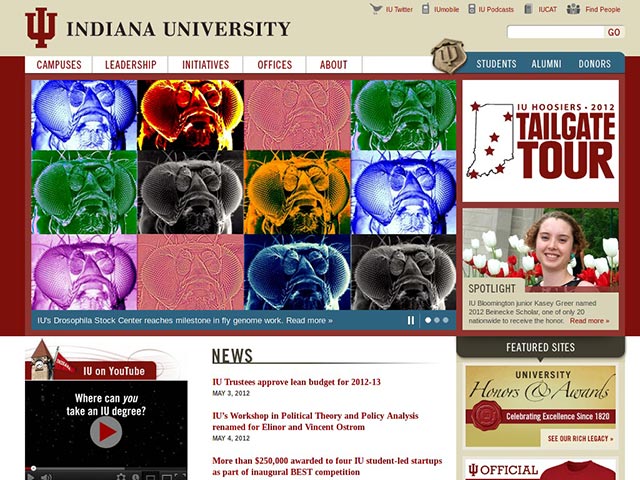 IU Twitter
IUmobile
IU Podcasts
IUCAT
Find People
INDIANA UNIVERSITY
GO
CAMPUSES
LEADERSHIP
INITIATIVES
OFFICES
ABOUT
STUDENTS
ALUMNI
DONORS
IU HOOSIERS • 2012
TAILGATE
TOUR
SPOTLIGHT
IU Bloomington junior Kasey Greer named
2012 Beinecke Scholar, one of only 20
nationwide to receive the honor. Read more »
IU's Drosophila Stock Center reaches milestone in fly genome work. Read more »
IU on YouTube
Where can you
take an IU degree?
NEWS
IU Trustees approve lean budget for 2012-13
MAY 3, 2012
IU's Workshop in Political Theory and Policy Analysis
renamed for Elinor and Vincent Ostrom
MAY 4, 2012
More than $250,000 awarded to four IU student-led startups
as part of inaugural BEST competition
FEATURED SITES
UNIVERSITY
Honors & Awards
Celebrating Excellence Since 1820
SEE OUR RICH LEGACY »
OFFICIAL